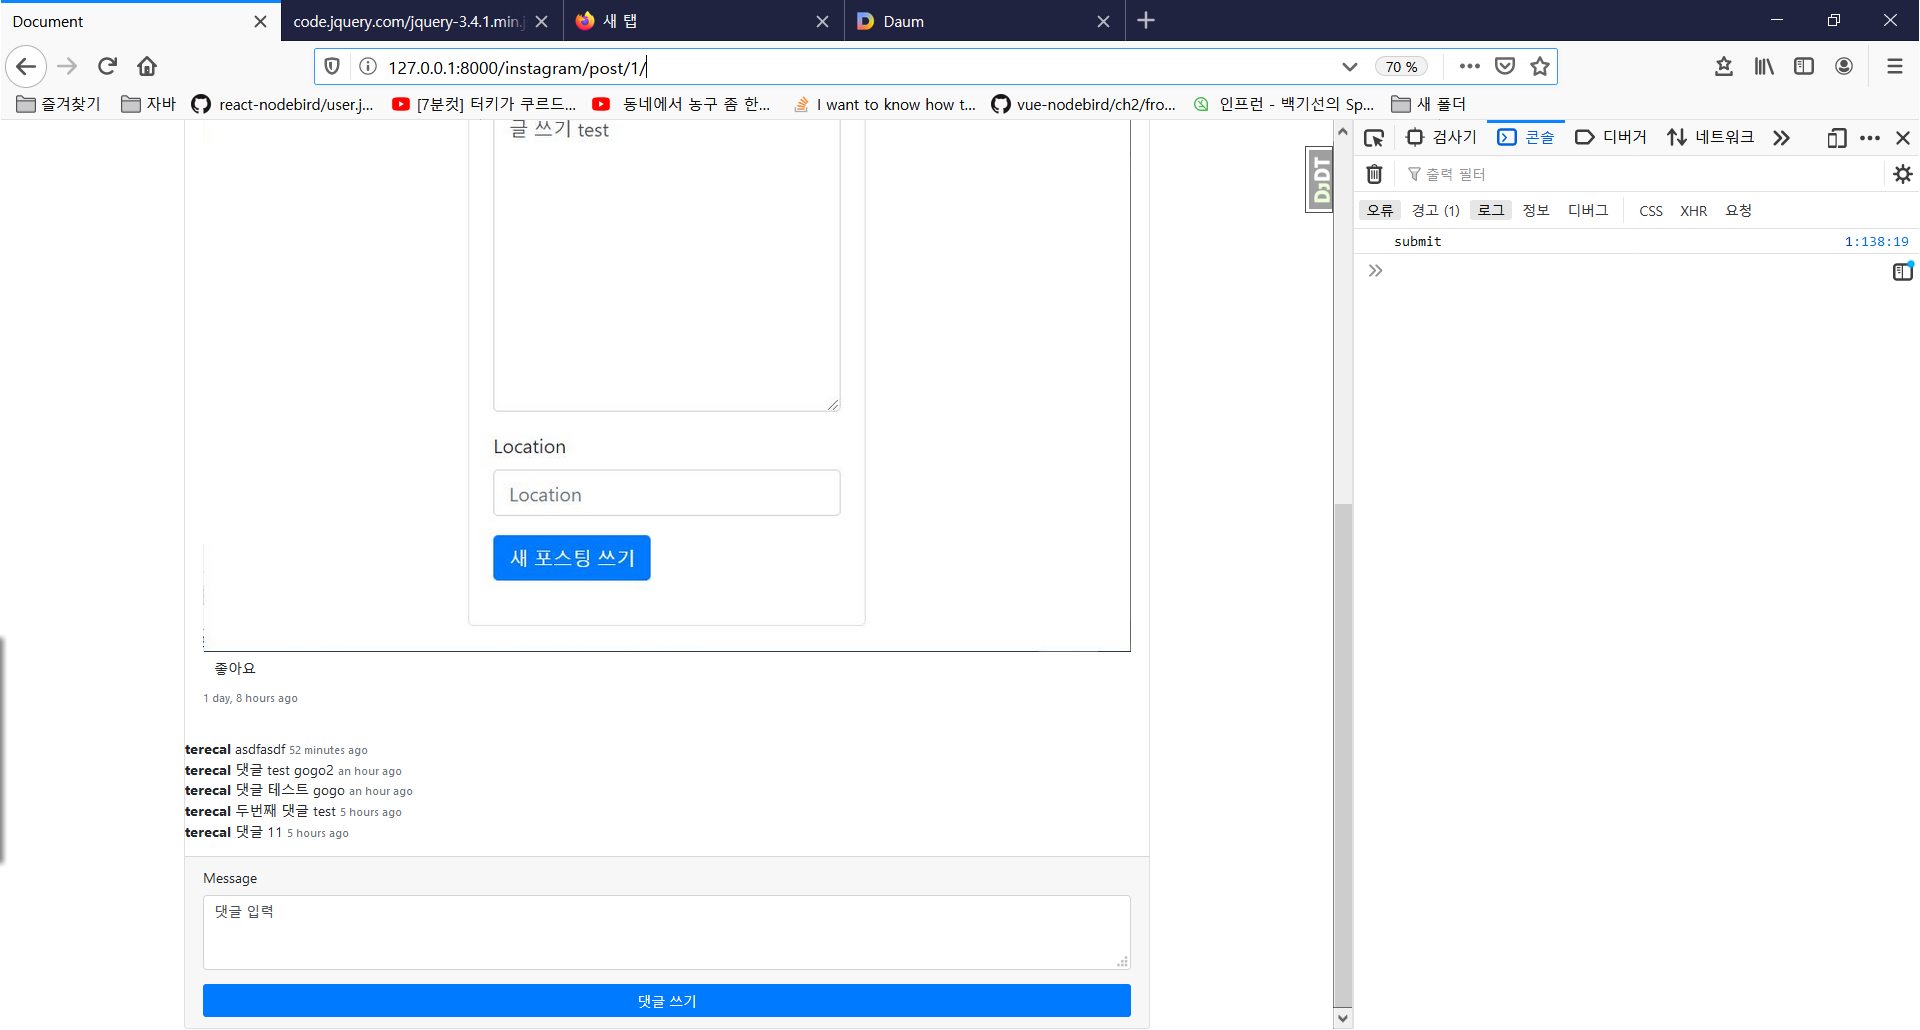 Document
code.jquery.com/jquery-3.4.1.min.j
새 탭
Daum
127.0.0.1:8000/instagram/post/1/
70 %
즐겨찾기
자바
react-nodebird/user.j...
[7분컷] 터키가 쿠르드...
동네에서 농구 좀 한...
I want to know how t...
vue-nodebird/ch2/fro...
인프런 - 백기선의 Sp...
새 폴더
글 쓰기 test
Location
Location
새 포스팅 쓰기
좋아요
1 day, 8 hours ago
terecal asdfasdf 52 minutes ago
terecal 댓글 test gogo2 an hour ago
terecal 댓글 테스트 gogo an hour ago
terecal 두번째 댓글 test 5 hours ago
terecal 댓글 11 5 hours ago
Message
댓글 입력
댓글 쓰기
DJDT
검사기
콘솔
디버거
네트워크
출력 필터
오류 경고 (1) 로그 정보 디버그 CSS XHR 요청
submit 1:138:19